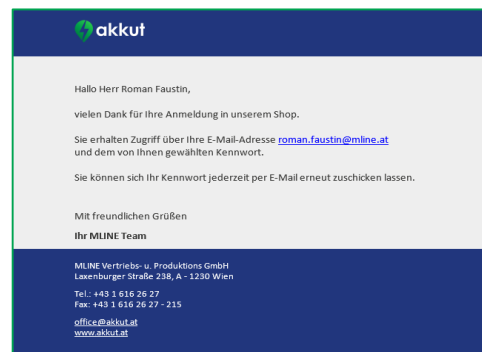 akkut
Hallo Herr Roman Faustin,
vielen Dank für Ihre Anmeldung in unserem Shop.
Sie erhalten Zugriff über Ihre E-Mail-Adresse roman.faustin@mline.at
und dem von Ihnen gewählten Kennwort.
Sie können sich Ihr Kennwort jederzeit per E-Mail erneut zuschicken lassen.
Mit freundlichen Grüßen
Ihr MLINE Team
MLINE Vertriebs- u. Produktions GmbH
Laxenburger Straße 238, A - 1230 Wien
Tel.: +43 1 616 26 27
Fax: +43 1 616 26 27 - 215
office@akkut.at
www.akkut.at